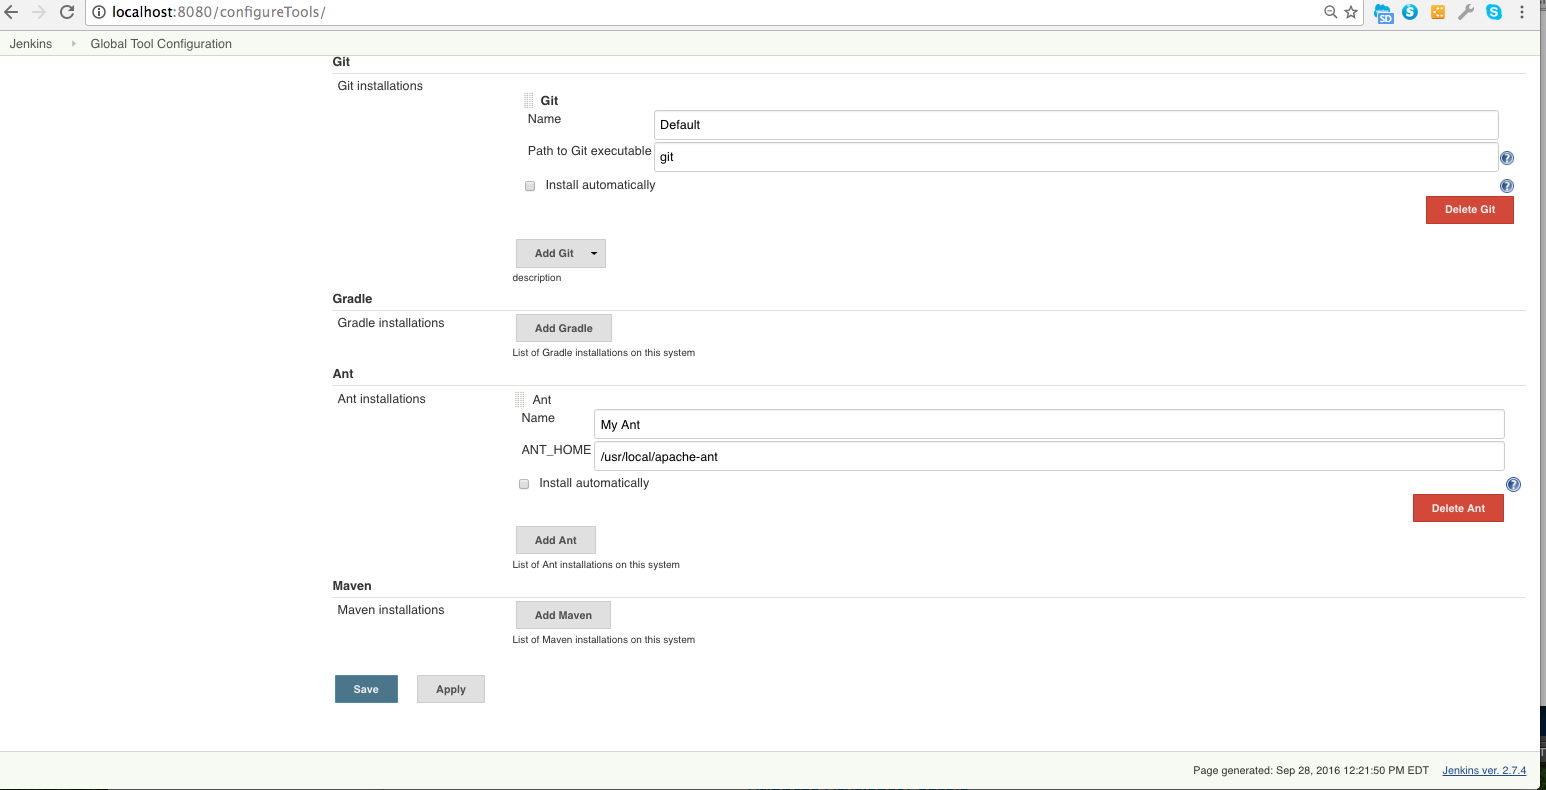 localhost:8080/configureTools/
SD
Jenkins Global Tool Configuration
Git
Git installations
Git
Name
Default
Path to Git executable
git
Install automatically
Delete Git
Add Git
description
Gradle
Gradle installations
Add Gradle
List of Gradle installations on this system
Ant
Ant installations
Ant
Name
My Ant
ANT_HOME
/usr/local/apache-ant
Install automatically
Delete Ant
Add Ant
List of Ant installations on this system
Maven
Maven installations
Add Maven
List of Maven installations on this system
Save Apply
Page generated: Sep 28, 2016 12:21:50 PM EDT Jenkins ver. 2.7.4